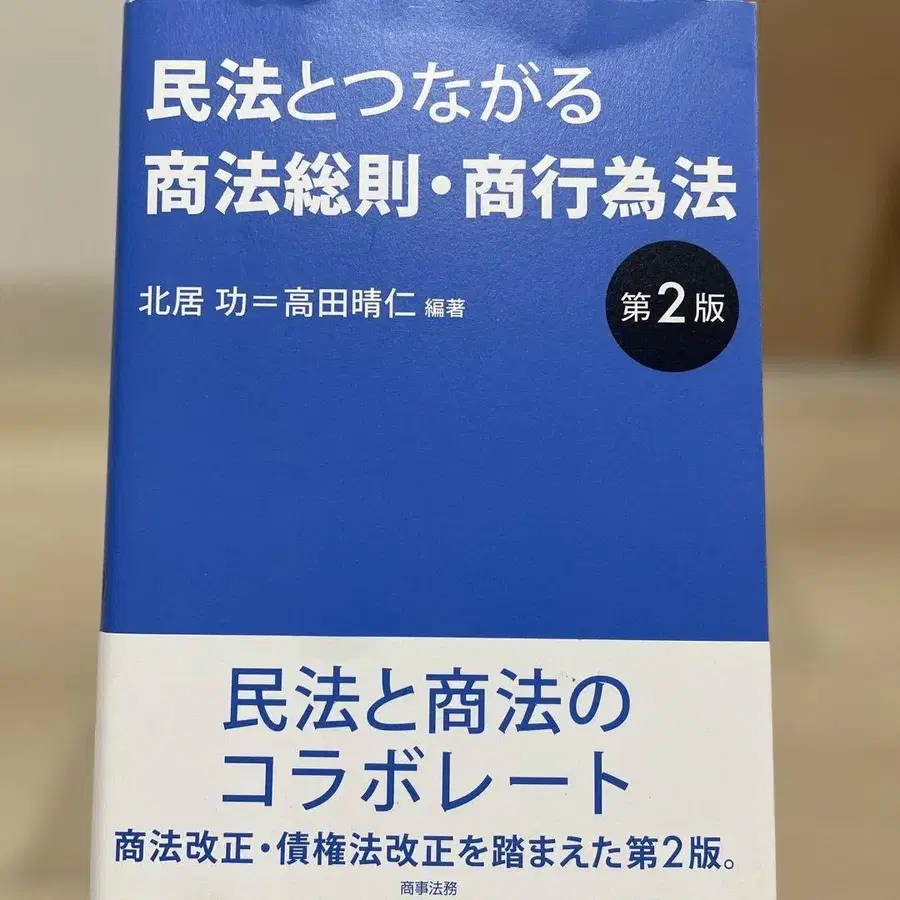 民法とつながる
商法総則・商行為法
北居 功＝高田晴仁 編著
第2版
民法と商法の
コラボレート
商法改正・債権法改正を踏まえた第2版。
商事法務